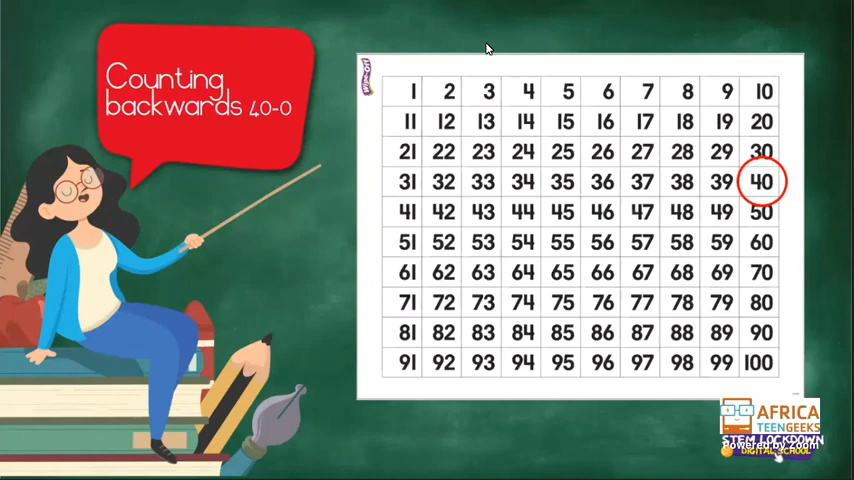 Counting
backwards 40-0
Wipe-Off
1 2 3 4 5 6 7 8 9 10
11 12 13 14 15 16 17 18 19 20
21 22 23 24 25 26 27 28 29 30
31 32 33 34 35 36 37 38 39 40
41 42 43 44 45 46 47 48 49 50
51 52 53 54 55 56 57 58 59 60
61 62 63 64 65 66 67 68 69 70
71 72 73 74 75 76 77 78 79 80
81 82 83 84 85 86 87 88 89 90
91 92 93 94 95 96 97 98 99 100
AFRICA
TEENGEEKS
STEM LOCKDOWN
Powered by Zoom
DIGITAL SCHOOL